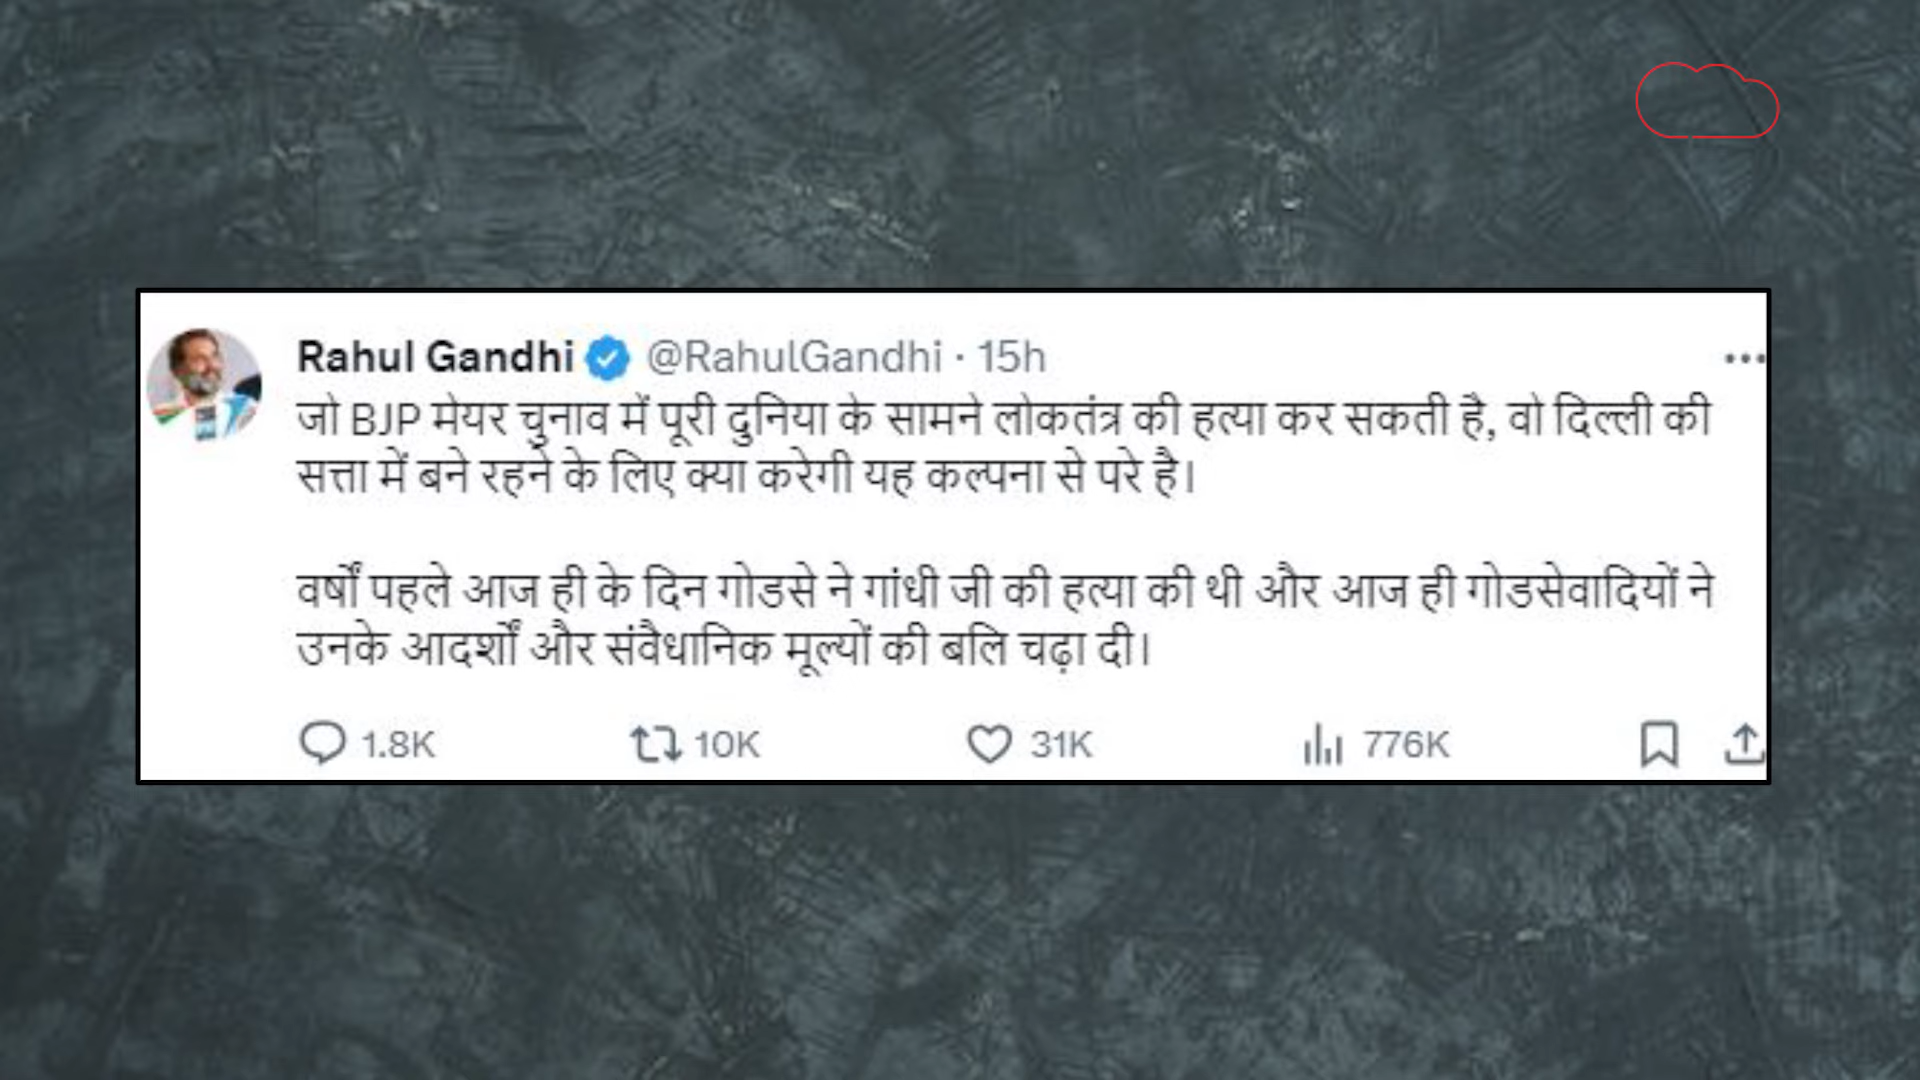 Rahul Gandhi @RahulGandhi · 15h
जो BJP मेयर चुनाव में पूरी दुनिया के सामने लोकतंत्र की हत्या कर सकती है, वो दिल्ली की
सत्ता में बने रहने के लिए क्या करेगी यह कल्पना से परे है।
वर्षों पहले आज ही के दिन गोडसे ने गांधी जी की हत्या की थी और आज ही गोडसेवादियों ने
उनके आदर्शों और संवैधानिक मूल्यों की बलि चढ़ा दी।
1.8K 10K 31K 776K